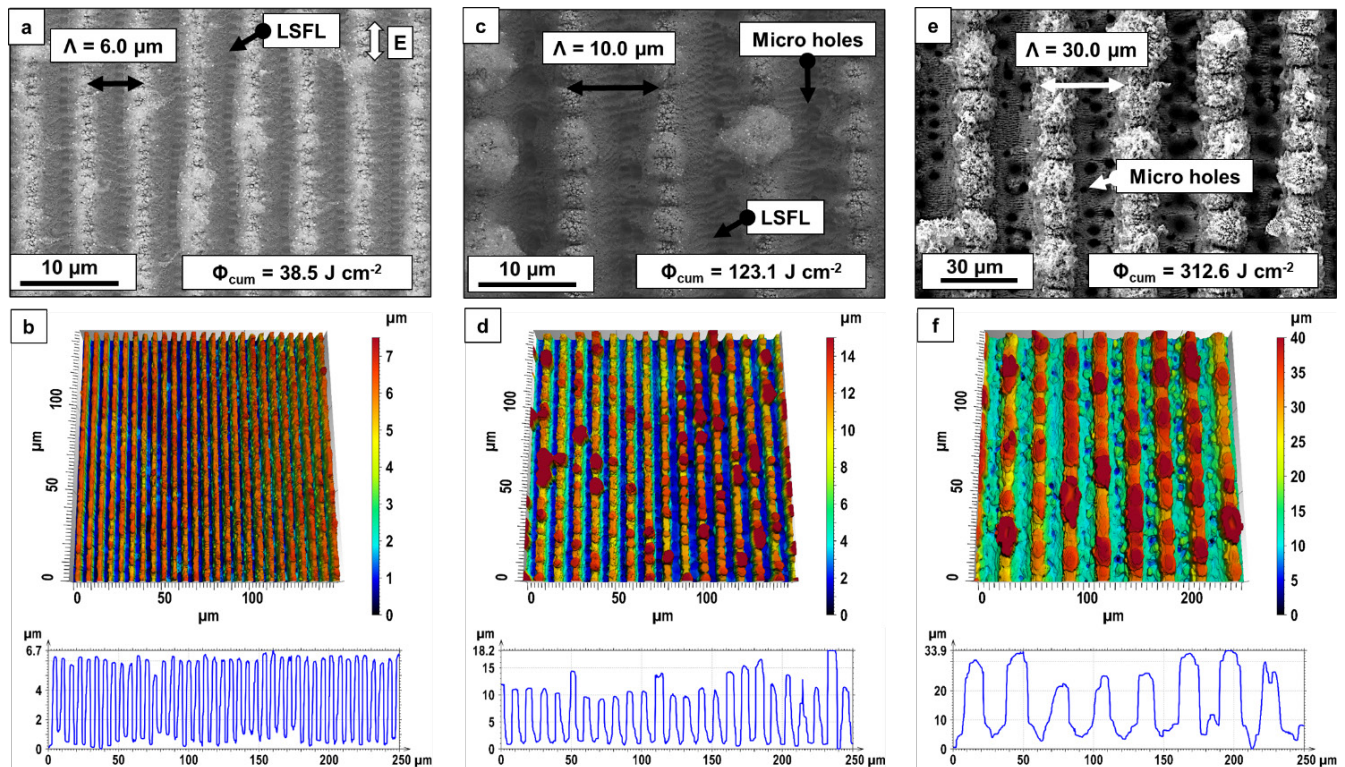 a
Λ = 6.0 µm
LSFL
E
10 µm
Φcum = 38.5 J cm-2
c
Λ = 10.0 µm
Micro holes
LSFL
10 µm
Φcum = 123.1 J cm-2
e
Λ = 30.0 µm
Micro holes
30 µm
Φcum = 312.6 J cm-2
b
µm
7
6
5
4
3
2
1
0
100
µm
50
0
0 50 100
µm
d
µm
14
12
10
8
6
4
2
0
100
µm
50
0
0 50 100
µm
f
µm
40
35
30
25
20
15
10
5
0
100
µm
50
0
0 100 200
µm
µm
6.7
4
2
0
0 50 100 150 200 250 µm
µm
18.2
15
10
5
0
0 50 100 150 200 250 µm
µm
33.9
20
10
0
0 50 100 150 200 250 µm